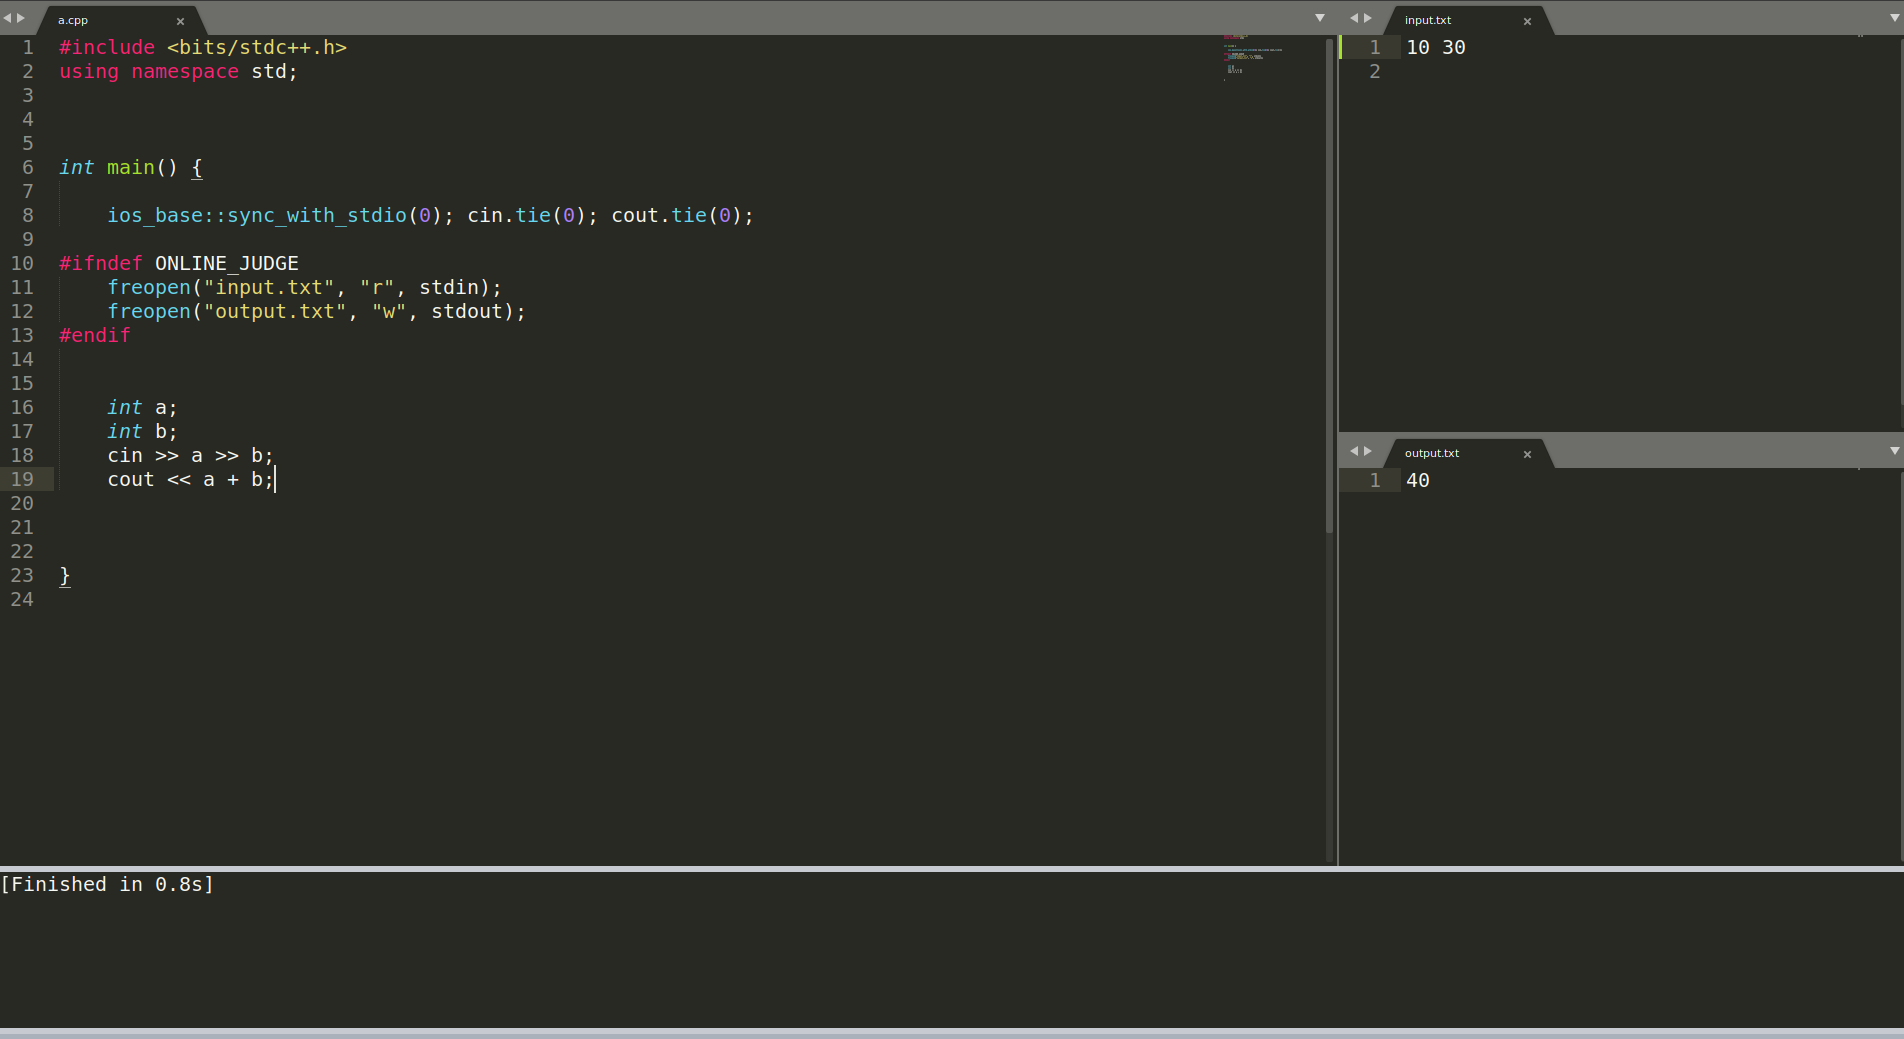 a.cpp ×
1 #include <bits/stdc++.h>
2 using namespace std;
3
4
5
6 int main() {
7
8     ios_base::sync_with_stdio(0); cin.tie(0); cout.tie(0);
9
10 #ifndef ONLINE_JUDGE
11     freopen("input.txt", "r", stdin);
12     freopen("output.txt", "w", stdout);
13 #endif
14
15
16     int a;
17     int b;
18     cin >> a >> b;
19     cout << a + b;
20
21
22
23 }
24
input.txt ×
1 10 30
2
output.txt ×
1 40
[Finished in 0.8s]